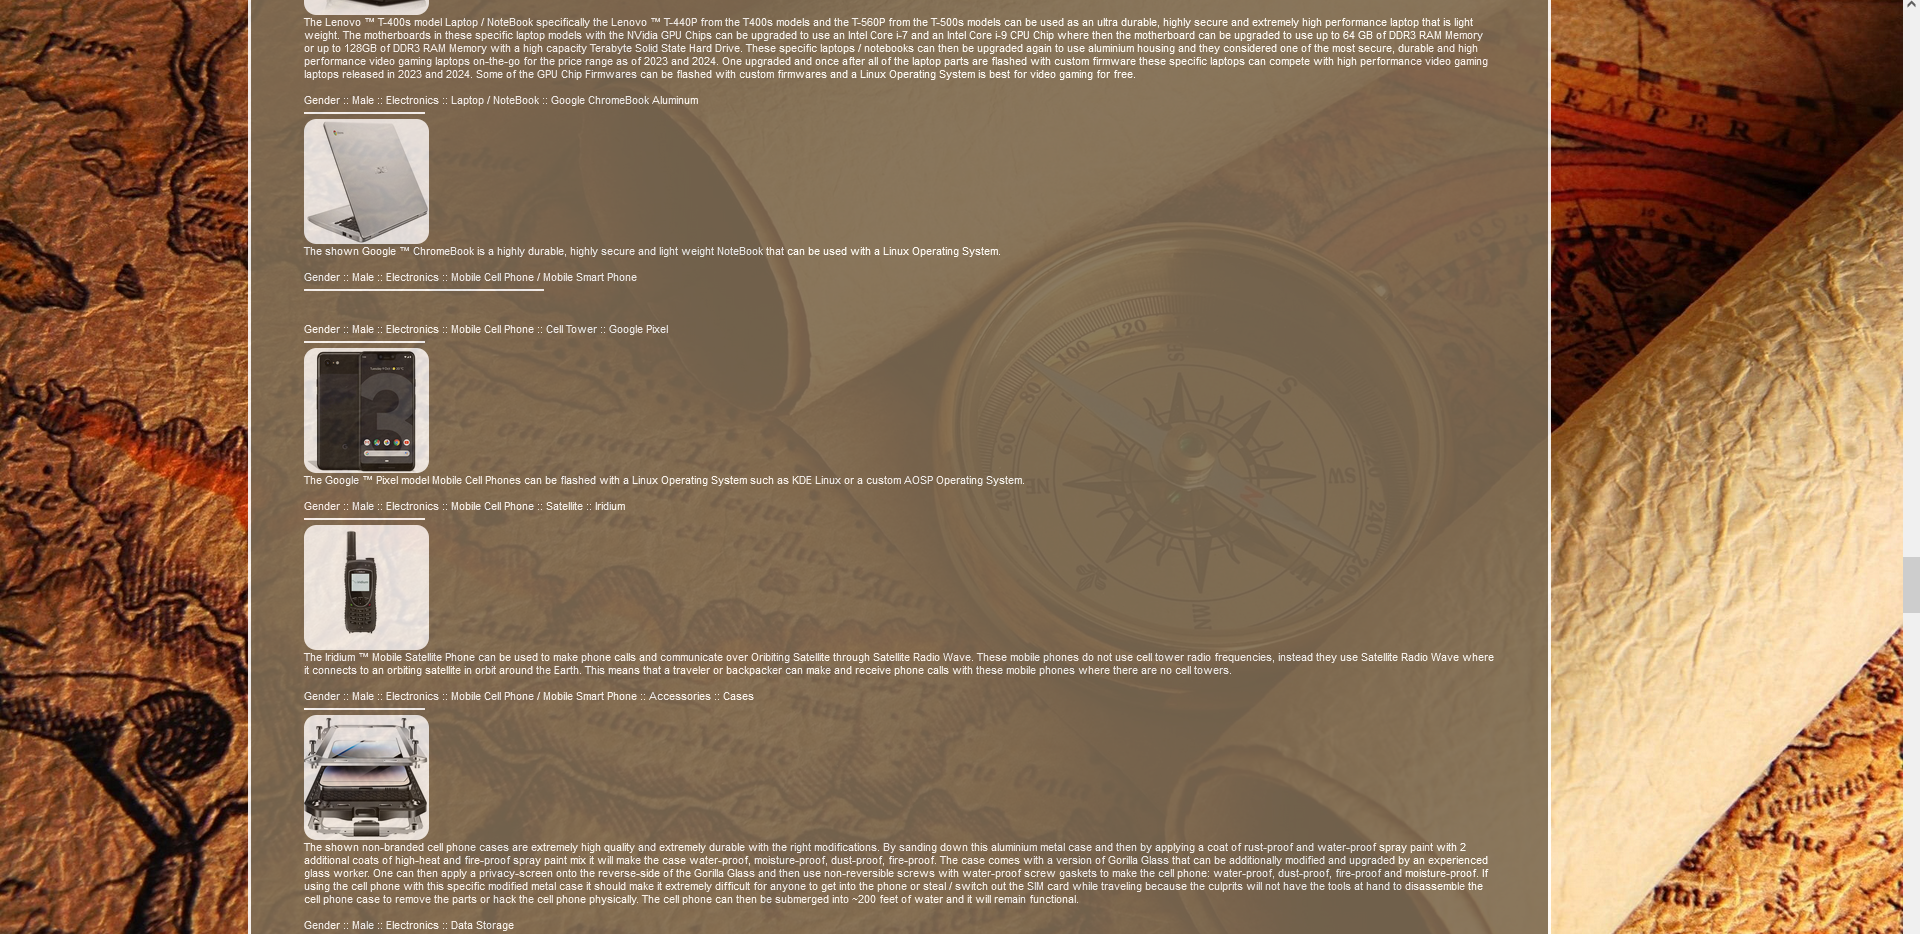 The Lenovo ™ T-400s model Laptop / NoteBook specifically the Lenovo ™ T-440P from the T400s models and the T-560P from the T-500s models can be used as an ultra durable, highly secure and extremely high performance laptop that is light
weight. The motherboards in these specific laptop models with the NVidia GPU Chips can be upgraded to use an Intel Core i-7 and an Intel Core i-9 CPU Chip where then the motherboard can be upgraded to use up to 64 GB of DDR3 RAM Memory
or up to 128GB of DDR3 RAM Memory with a high capacity Terabyte Solid State Hard Drive. These specific laptops / notebooks can then be upgraded again to use aluminium housing and they considered one of the most secure, durable and high
performance video gaming laptops on-the-go for the price range as of 2023 and 2024. One upgraded and once after all of the laptop parts are flashed with custom firmware these specific laptops can compete with high performance video gaming
laptops released in 2023 and 2024. Some of the GPU Chip Firmwares can be flashed with custom firmwares and a Linux Operating System is best for video gaming for free.
Gender :: Male :: Electronics :: Laptop / NoteBook :: Google ChromeBook Aluminum
The shown Google ™ ChromeBook is a highly durable, highly secure and light weight NoteBook that can be used with a Linux Operating System.
Gender :: Male :: Electronics :: Mobile Cell Phone / Mobile Smart Phone
Gender :: Male :: Electronics :: Mobile Cell Phone :: Cell Tower :: Google Pixel
The Google ™ Pixel model Mobile Cell Phones can be flashed with a Linux Operating System such as KDE Linux or a custom AOSP Operating System.
Gender :: Male :: Electronics :: Mobile Cell Phone :: Satellite :: Iridium
The Iridium ™ Mobile Satellite Phone can be used to make phone calls and communicate over Oribiting Satellite through Satellite Radio Wave. These mobile phones do not use cell tower radio frequencies, instead they use Satellite Radio Wave where
it connects to an orbiting satellite in orbit around the Earth. This means that a traveler or backpacker can make and receive phone calls with these mobile phones where there are no cell towers.
Gender :: Male :: Electronics :: Mobile Cell Phone / Mobile Smart Phone :: Accessories :: Cases
The shown non-branded cell phone cases are extremely high quality and extremely durable with the right modifications. By sanding down this aluminium metal case and then by applying a coat of rust-proof and water-proof spray paint with 2
additional coats of high-heat and fire-proof spray paint mix it will make the case water-proof, moisture-proof, dust-proof, fire-proof. The case comes with a version of Gorilla Glass that can be additionally modified and upgraded by an experienced
glass worker. One can then apply a privacy-screen onto the reverse-side of the Gorilla Glass and then use non-reversible screws with water-proof screw gaskets to make the cell phone: water-proof, dust-proof, fire-proof and moisture-proof. If
using the cell phone with this specific modified metal case it should make it extremely difficult for anyone to get into the phone or steal / switch out the SIM card while traveling because the culprits will not have the tools at hand to disassemble the
cell phone case to remove the parts or hack the cell phone physically. The cell phone can then be submerged into ~200 feet of water and it will remain functional.
Gender :: Male :: Electronics :: Data Storage